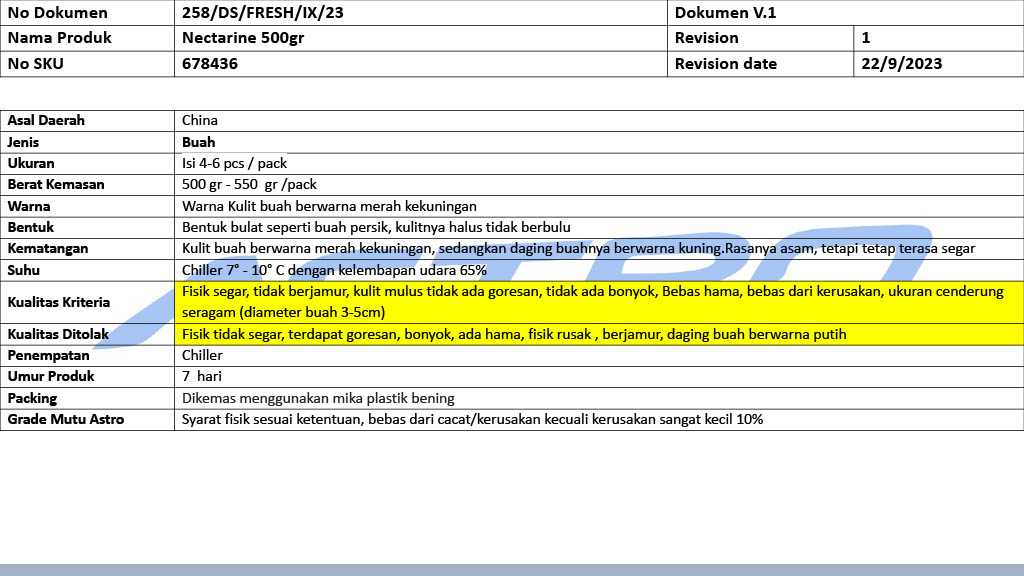 No Dokumen 258/DS/FRESH/IX/23 Dokumen V.1
Nama Produk Nectarine 500gr Revision 1
No SKU 678436 Revision date 22/9/2023
Asal Daerah China
Jenis Buah
Ukuran Isi 4-6 pcs / pack
Berat Kemasan 500 gr - 550 gr /pack
Warna Warna Kulit buah berwarna merah kekuningan
Bentuk Bentuk bulat seperti buah persik, kulitnya halus tidak berbulu
Kematangan Kulit buah berwarna merah kekuningan, sedangkan daging buahnya berwarna kuning.Rasanya asam, tetapi tetap terasa segar
Suhu Chiller 7° - 10° C dengan kelembapan udara 65%
Kualitas Kriteria Fisik segar, tidak berjamur, kulit mulus tidak ada goresan, tidak ada bonyok, Bebas hama, bebas dari kerusakan, ukuran cenderung
seragam (diameter buah 3-5cm)
Kualitas Ditolak Fisik tidak segar, terdapat goresan, bonyok, ada hama, fisik rusak , berjamur, daging buah berwarna putih
Penempatan Chiller
Umur Produk 7 hari
Packing Dikemas menggunakan mika plastik bening
Grade Mutu Astro Syarat fisik sesuai ketentuan, bebas dari cacat/kerusakan kecuali kerusakan sangat kecil 10%
ASTRO